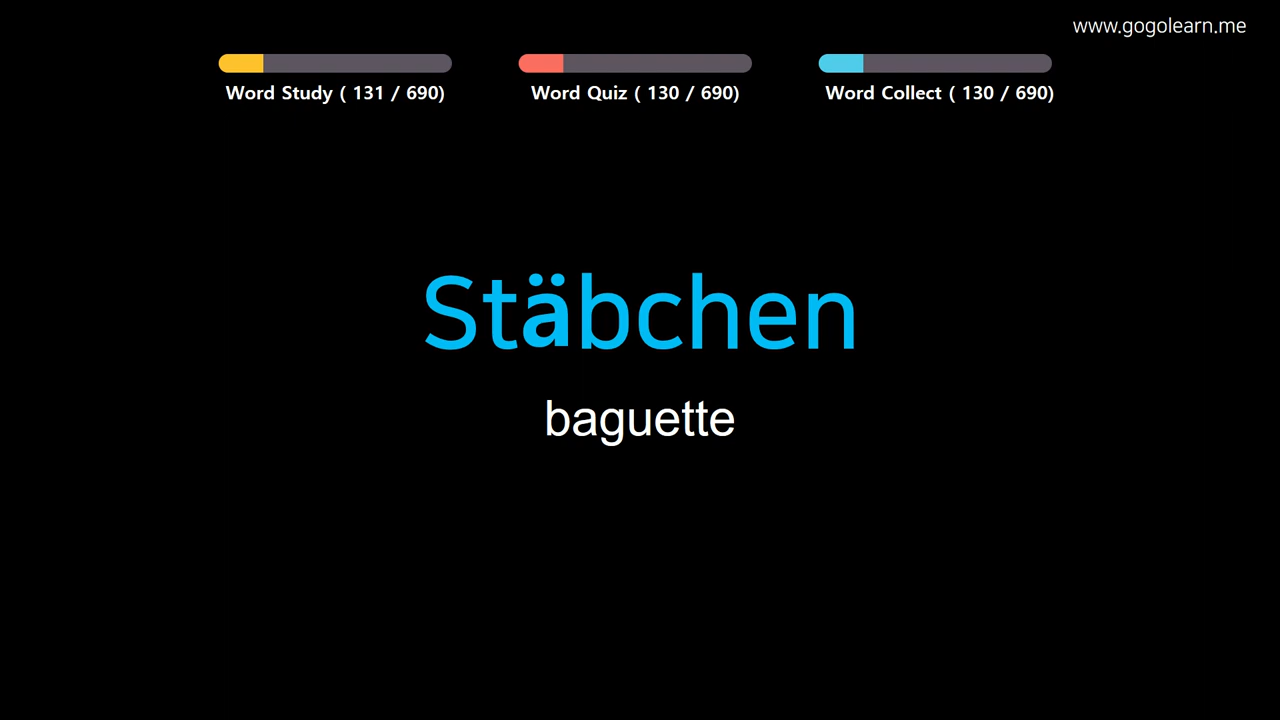 www.gogolearn.me
Word Study ( 131 / 690)
Word Quiz ( 130 / 690)
Word Collect ( 130 / 690)
Stäbchen
baguette